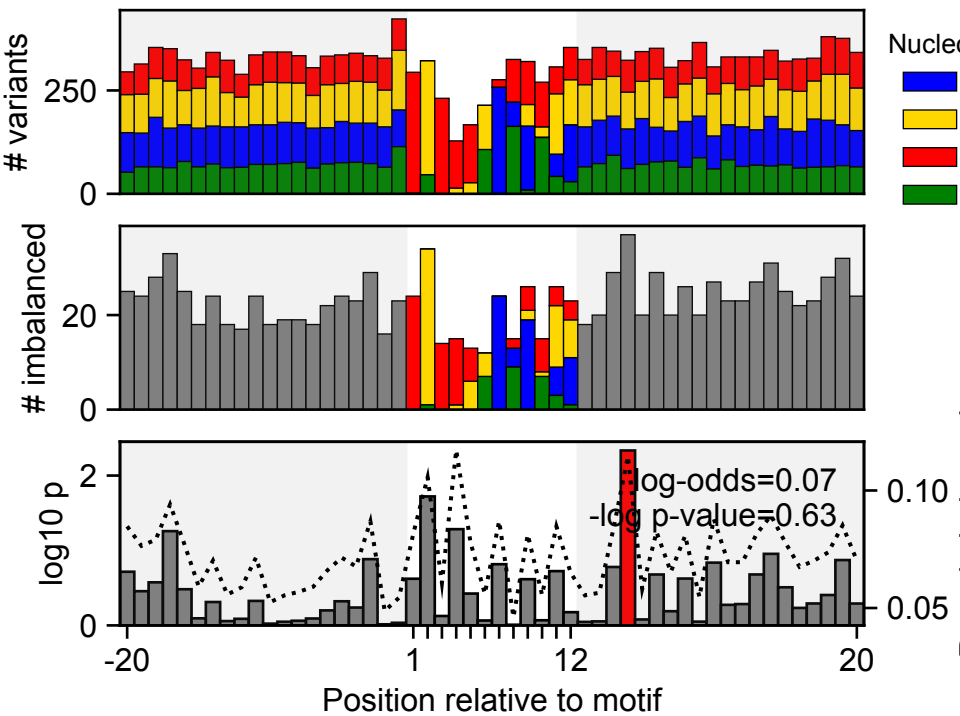 # variants
250
0
Nucleo
# imbalanced
20
0
log10 p
2
0
log-odds=0.07
-log p-value=0.63
0.10
0.05
-20
1
12
20
Position relative to motif